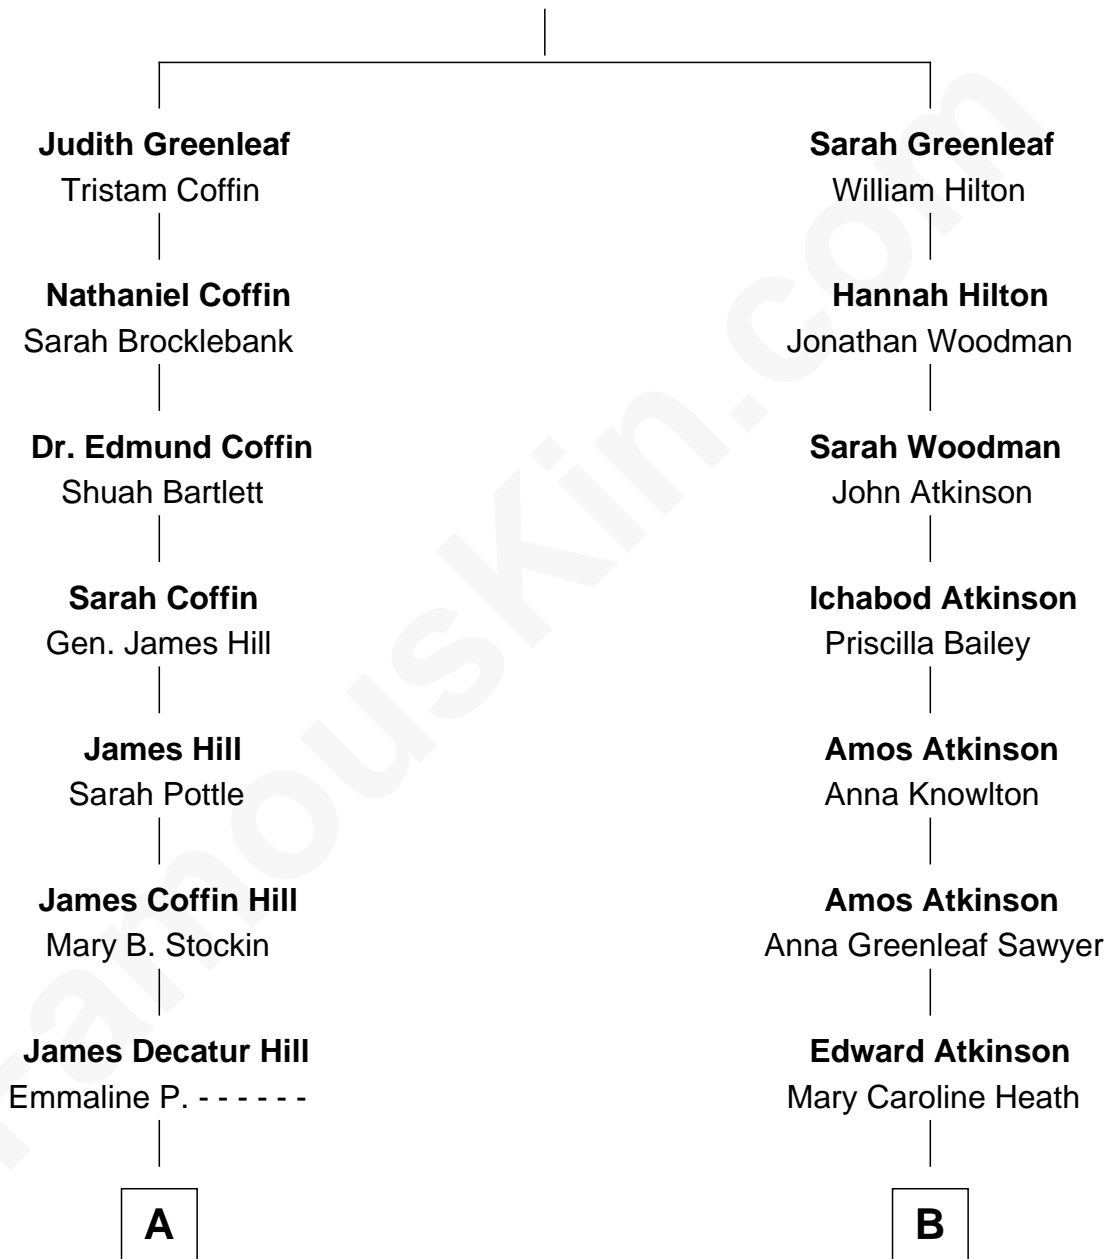 Judith Greenleaf
Tristam Coffin
Sarah Greenleaf
William Hilton
Nathaniel Coffin
Sarah Brocklebank
Hannah Hilton
Jonathan Woodman
Dr. Edmund Coffin
Shuah Bartlett
Sarah Woodman
John Atkinson
Sarah Coffin
Gen. James Hill
Ichabod Atkinson
Priscilla Bailey
James Hill
Sarah Pottle
Amos Atkinson
Anna Knowlton
James Coffin Hill
Mary B. Stockin
Amos Atkinson
Anna Greenleaf Sawyer
James Decatur Hill
Emmaline P. - - - - - -
Edward Atkinson
Mary Caroline Heath
A
B
FamousKin.com